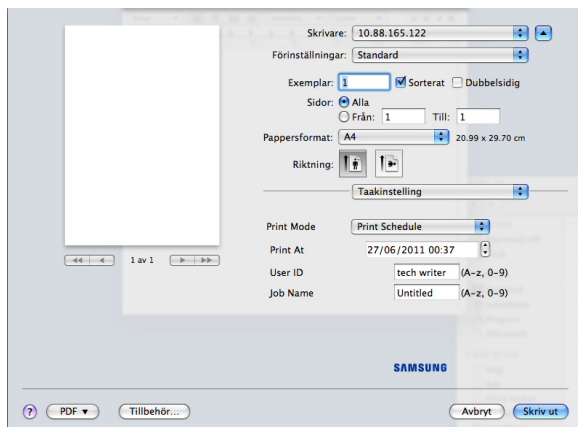 Skrivare: 10.88.165.122
Förinställningar: Standard
Exemplar: 1 Sorterat Dubbelsidig
Sidor: Alla
Från: 1 Till: 1
Pappersformat: A4 20.99 x 29.70 cm
Riktning:
Taakinstelling
Print Mode Print Schedule
Print At 27/06/2011 00:37
1 av 1
User ID tech writer (A-z, 0-9)
Job Name Untitled (A-z, 0-9)
SAMSUNG
? PDF ▼ Tillbehör... Avbryt Skriv ut